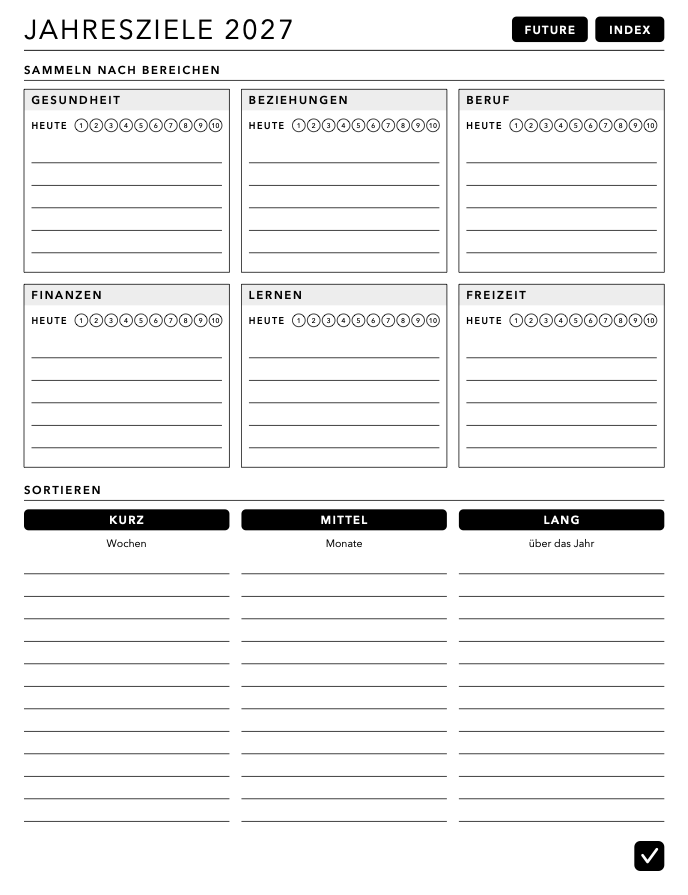 JAHRESZIELE 2027
FUTURE
INDEX
SAMMELN NACH BEREICHEN
GESUNDHEIT
HEUTE 1 2 3 4 5 6 7 8 9 10
BEZIEHUNGEN
HEUTE 1 2 3 4 5 6 7 8 9 10
BERUF
HEUTE 1 2 3 4 5 6 7 8 9 10
FINANZEN
HEUTE 1 2 3 4 5 6 7 8 9 10
LERNEN
HEUTE 1 2 3 4 5 6 7 8 9 10
FREIZEIT
HEUTE 1 2 3 4 5 6 7 8 9 10
SORTIEREN
KURZ
Wochen
MITTEL
Monate
LANG
über das Jahr